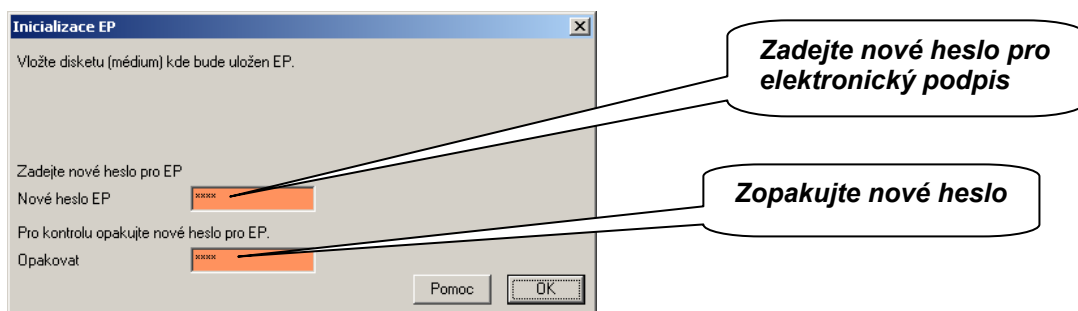 Inicializace EP
Vložte disketu (médium) kde bude uložen EP.
Zadejte nové heslo pro
elektronický podpis
Zadejte nové heslo pro EP
Nové heslo EP
****
Zopakujte nové heslo
Pro kontrolu opakujte nové heslo pro EP.
Opakovat
****
Pomoc
OK